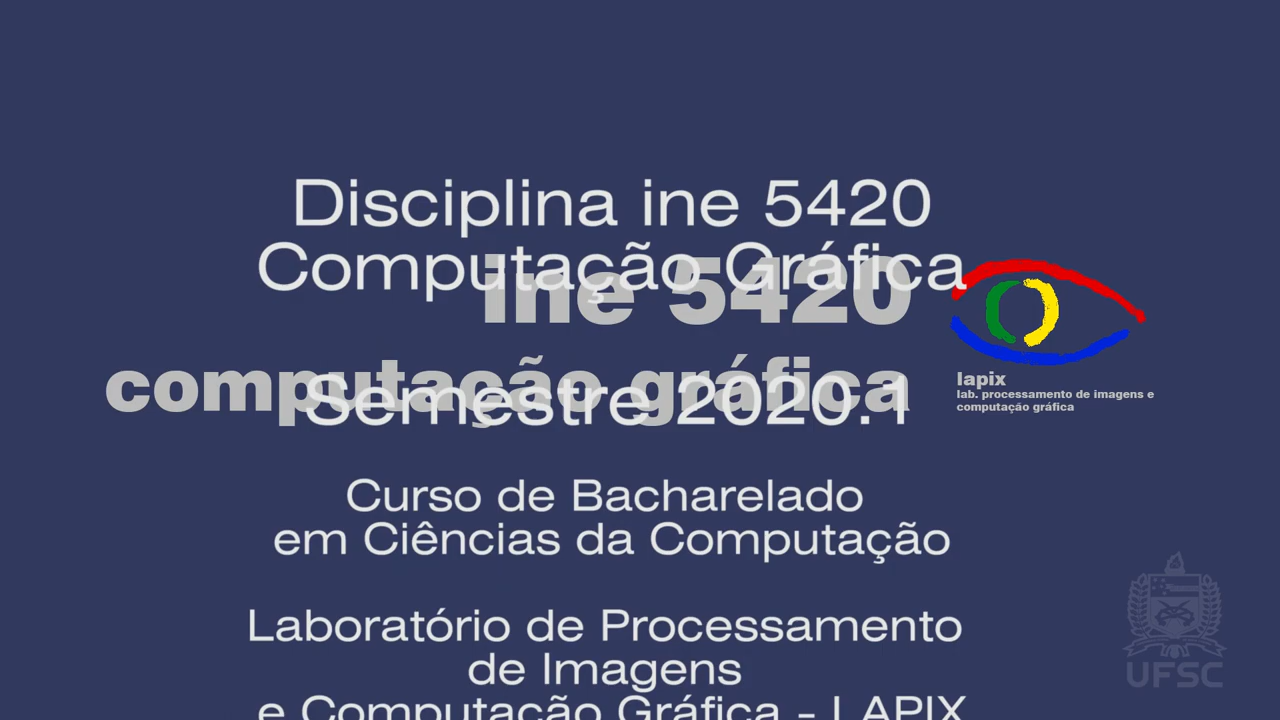 Disciplina ine 5420
Computação Gráfica
ine 5420
computação gráfica
Semestre 2020.1
lapix
lab. processamento de imagens e
computação gráfica
Curso de Bacharelado
em Ciências da Computação
Laboratório de Processamento
de Imagens
e Computação Gráfica - LAPIX
UFSC